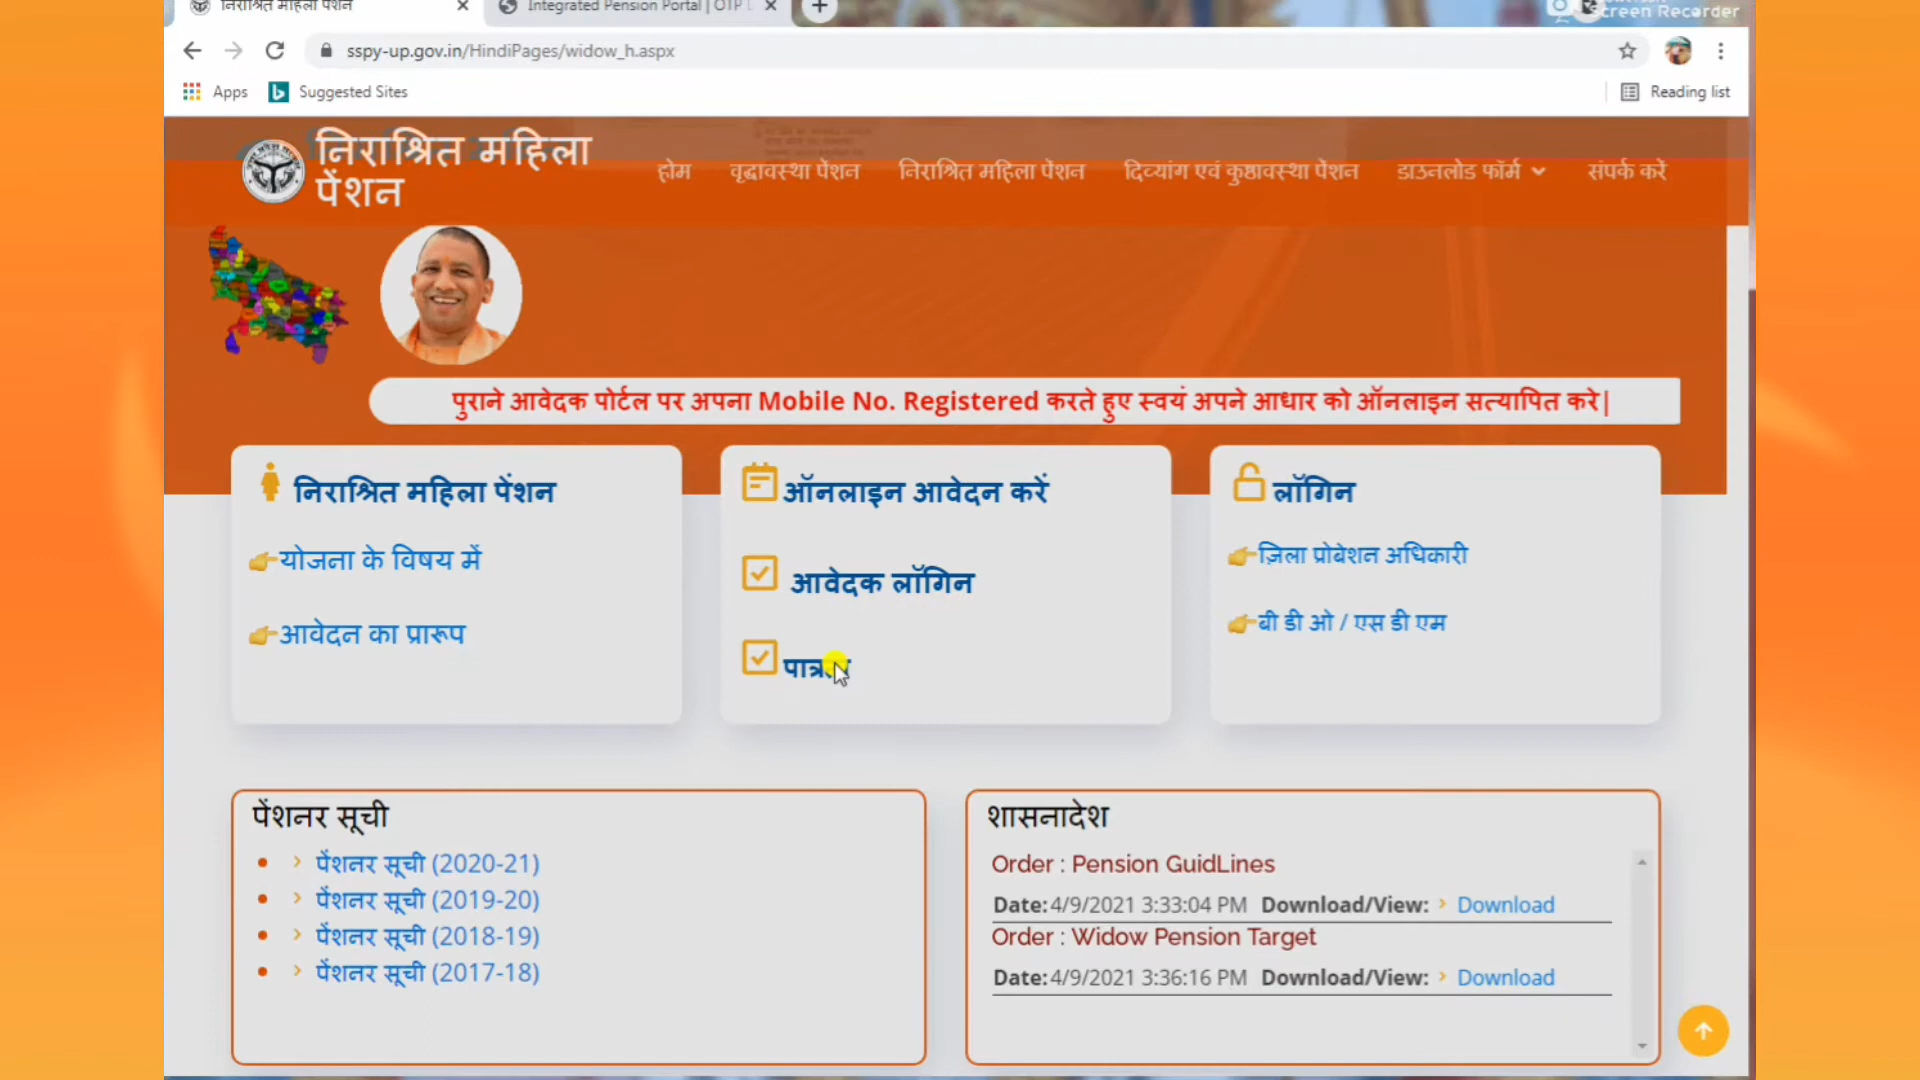 निराश्रित महिला पेंशन
Integrated Pension Portal | OTP
Screen Recorder
sspy-up.gov.in/HindiPages/widow_h.aspx
Apps
Suggested Sites
Reading list
निराश्रित महिला
पेंशन
होम
वृद्धावस्था पेंशन
निराश्रित महिला पेंशन
दिव्यांग एवं कुष्ठावस्था पेंशन
डाउनलोड फॉर्म
संपर्क करें
पुराने आवेदक पोर्टल पर अपना Mobile No. Registered करते हुए स्वयं अपने आधार को ऑनलाइन सत्यापित करे|
निराश्रित महिला पेंशन
योजना के विषय में
आवेदन का प्रारूप
ऑनलाइन आवेदन करें
आवेदक लॉगिन
लॉगिन
ज़िला प्रोबेशन अधिकारी
बी डी ओ / एस डी एम
पेंशनर सूची
पेंशनर सूची (2020-21)
पेंशनर सूची (2019-20)
पेंशनर सूची (2018-19)
पेंशनर सूची (2017-18)
शासनादेश
Order : Pension GuidLines
Date: 4/9/2021 3:33:04 PM Download/View: Download
Order : Widow Pension Target
Date: 4/9/2021 3:36:16 PM Download/View: Download